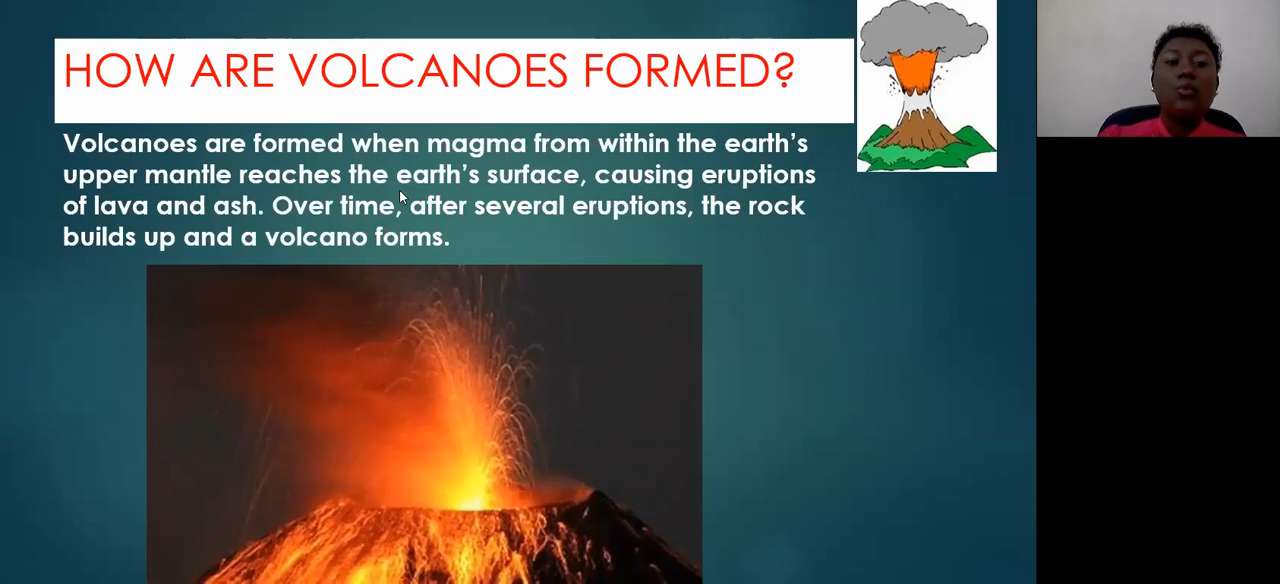 HOW ARE VOLCANOES FORMED?
Volcanoes are formed when magma from within the earth’s
upper mantle reaches the earth’s surface, causing eruptions
of lava and ash. Over time, after several eruptions, the rock
builds up and a volcano forms.